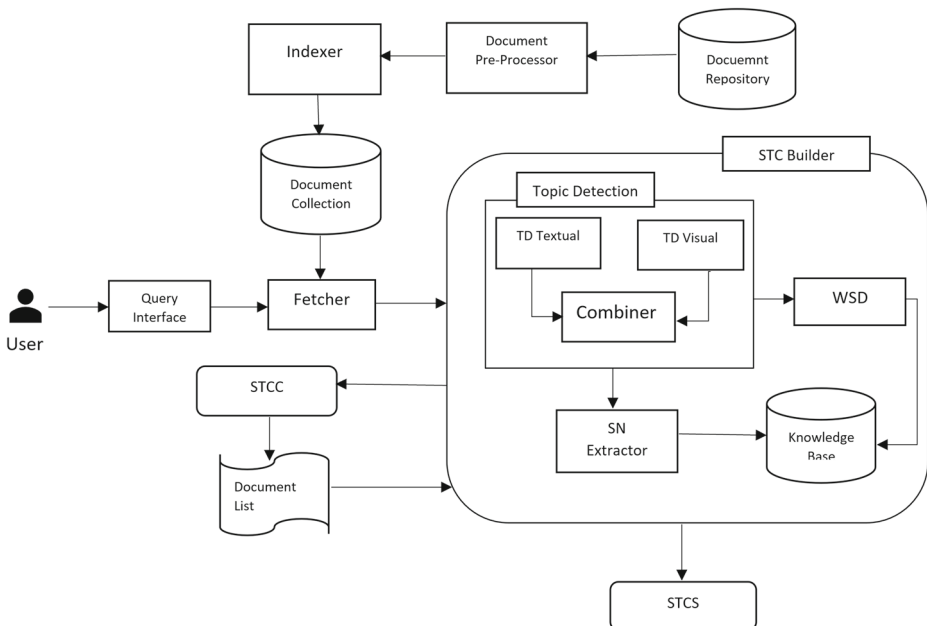 Indexer
Document
Pre-Processor
Docuemnt
Repository
Document
Collection
STC Builder
Topic Detection
TD Textual
TD Visual
Combiner
WSD
User
Query
Interface
Fetcher
STCC
SN
Extractor
Knowledge
Base
Document
List
STCS